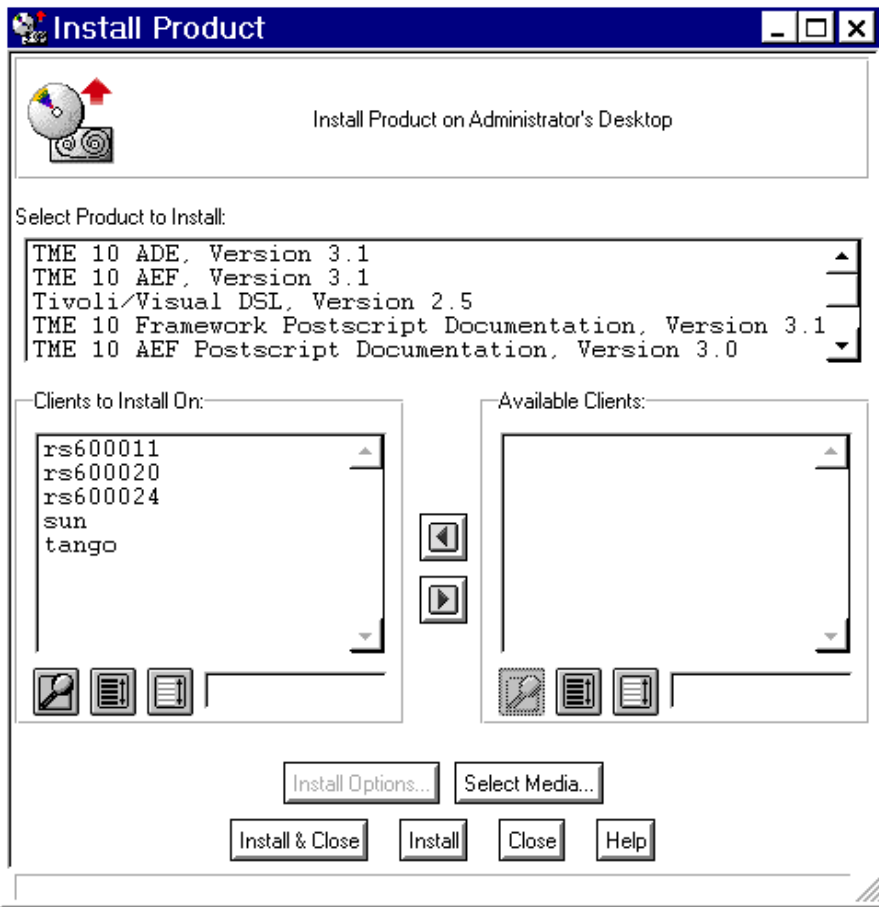 Install Product
Install Product on Administrator's Desktop
Select Product to Install:
TME 10 ADE, Version 3.1
TME 10 AEF, Version 3.1
Tivoli/Visual DSL, Version 2.5
TME 10 Framework Postscript Documentation, Version 3.1
TME 10 AEF Postscript Documentation, Version 3.0
Clients to Install On:
rs600011
rs600020
rs600024
sun
tango
Available Clients:
Install Options...
Select Media...
Install & Close
Install
Close
Help